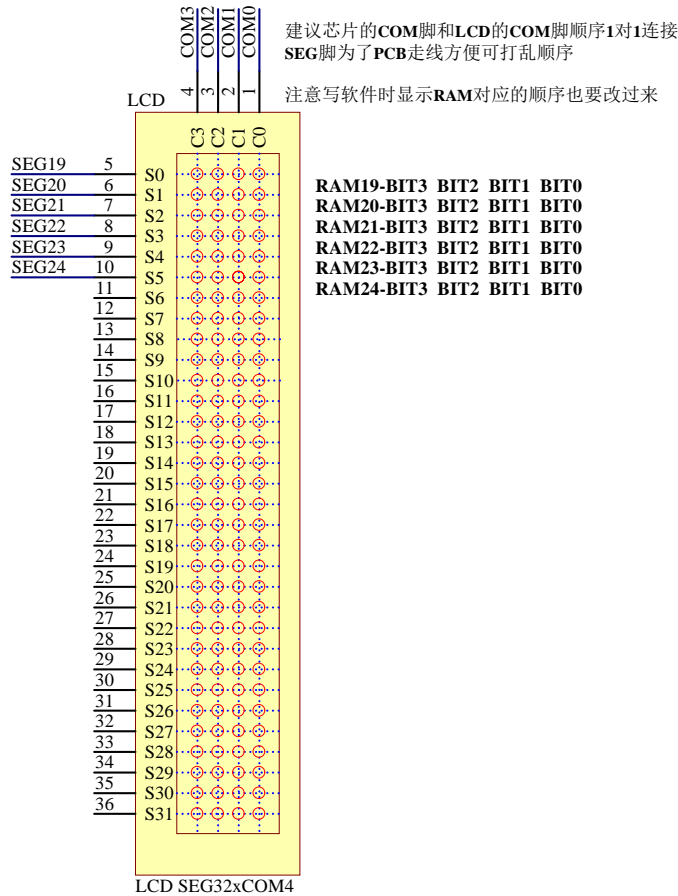 COM3 COM2 COM1 COM0
建议芯片的COM脚和LCD的COM脚顺序1对1连接
SEG脚为了PCB走线方便可打乱顺序
4 3 2 1
注意写软件时显示RAM对应的顺序也要改过来
LCD
C3 C2 C1 C0
SEG19 5 S0 RAM19-BIT3 BIT2 BIT1 BIT0
SEG20 6 S1 RAM20-BIT3 BIT2 BIT1 BIT0
SEG21 7 S2 RAM21-BIT3 BIT2 BIT1 BIT0
SEG22 8 S3 RAM22-BIT3 BIT2 BIT1 BIT0
SEG23 9 S4 RAM23-BIT3 BIT2 BIT1 BIT0
SEG24 10 S5 RAM24-BIT3 BIT2 BIT1 BIT0
11 S6
12 S7
13 S8
14 S9
15 S10
16 S11
17 S12
18 S13
19 S14
20 S15
21 S16
22 S17
23 S18
24 S19
25 S20
26 S21
27 S22
28 S23
29 S24
30 S25
31 S26
32 S27
33 S28
34 S29
35 S30
36 S31
LCD SEG32xCOM4